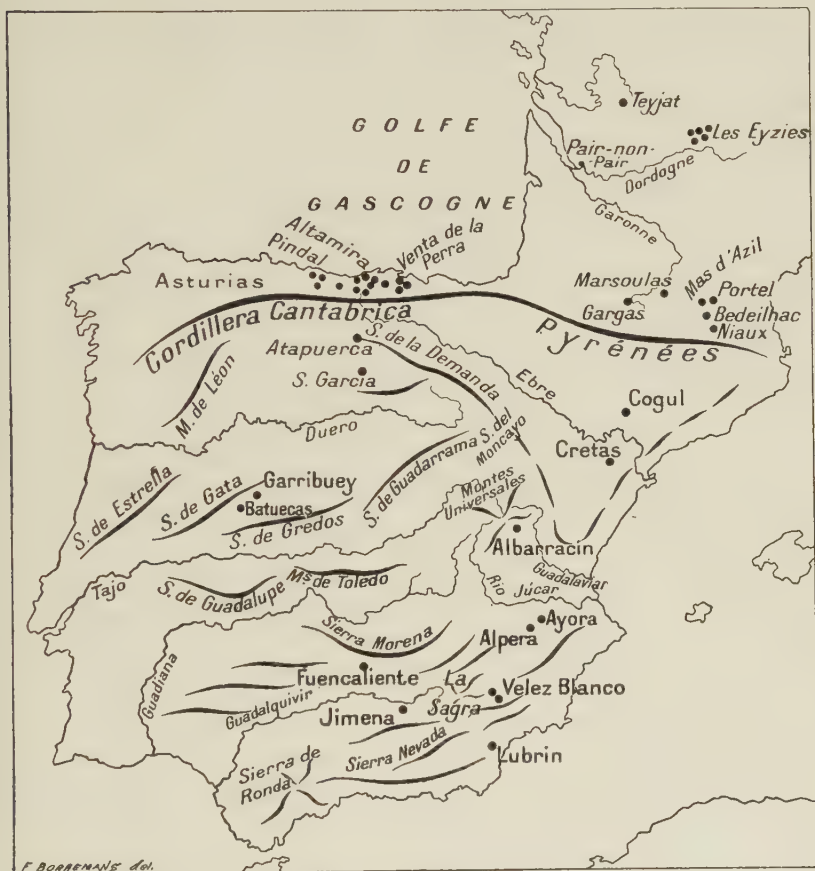 Teyjat
Les Eyzies
GOLFE
DE
GASCOGNE
Pair-non-
Pair
Dordogne
Garonne
Altamira
Pindal
Venta de la
Perra
Asturias
Marsoulas
Gargas
Mas d'Azil
Portel
Bedeilhac
Niaux
Cordillera Cantabrica
Pyrénées
Atapuerca
S. de la Demanda
M. de Léon
S. Garcia
Ebre
Cogul
Duero
S. del
Moncayo
Cretas
S. de Guadarrama
S. de Estrella
S. de Gata
Garribuey
Batuecas
S. de Gredos
Montes
Universales
Albarracin
Guadalaviar
Rio Júcar
Tajo
S. de Guadalupe
Ms de Toledo
Sierra Morena
Alpera
Ayora
Guadiana
Fuencaliente
La
Sagra
Velez Blanco
Guadalquivir
Jimena
Sierra Nevada
Lubrin
Sierra de
Ronda
F. BORREMANS del.